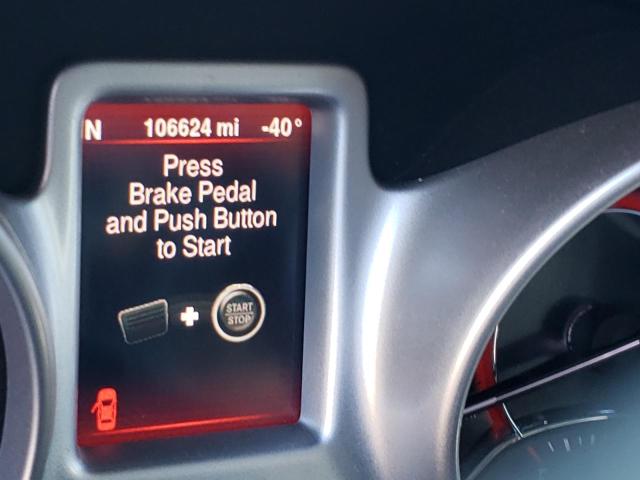 N 106624 mi -40°
Press
Brake Pedal
and Push Button
to Start
START
STOP